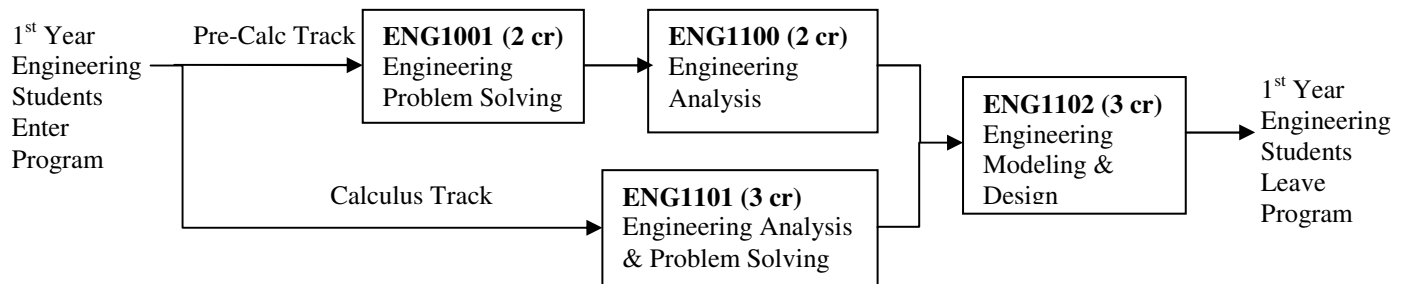 1st Year
Engineering
Students
Enter
Program
Pre-Calc Track
ENG1001 (2 cr)
Engineering
Problem Solving
ENG1100 (2 cr)
Engineering
Analysis
Calculus Track
ENG1101 (3 cr)
Engineering Analysis
& Problem Solving
ENG1102 (3 cr)
Engineering
Modeling &
Design
1st Year
Engineering
Students
Leave
Program